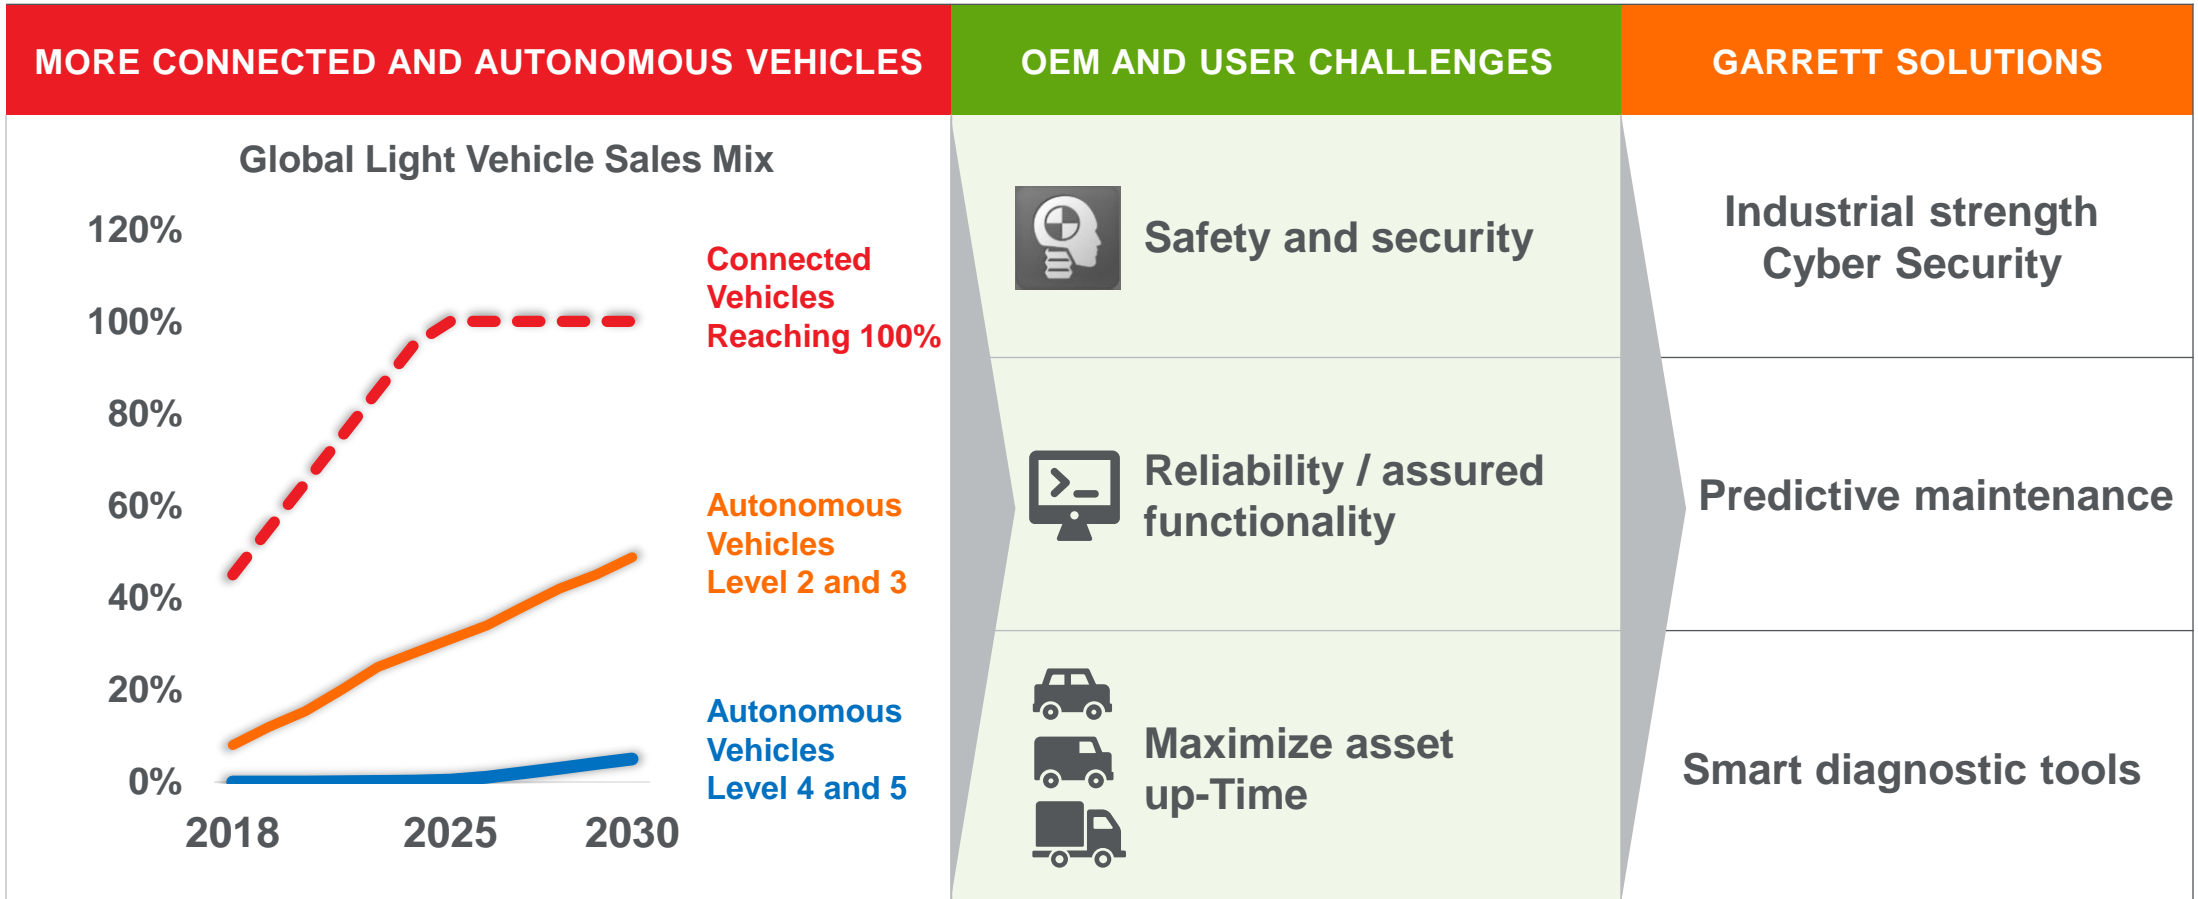 MORE CONNECTED AND AUTONOMOUS VEHICLES
Global Light Vehicle Sales Mix
120%
100%
80%
60%
40%
20%
0%
2018 2025 2030
Connected
Vehicles
Reaching 100%
Autonomous
Vehicles
Level 2 and 3
Autonomous
Vehicles
Level 4 and 5
OEM AND USER CHALLENGES
Safety and security
Reliability / assured
functionality
Maximize asset
up-Time
GARRETT SOLUTIONS
Industrial strength
Cyber Security
Predictive maintenance
Smart diagnostic tools